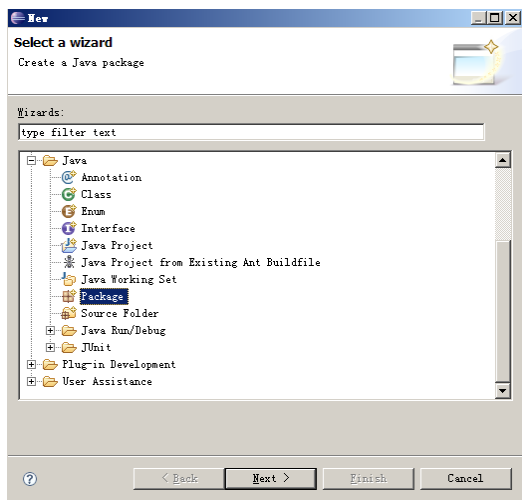 New
Select a wizard
Create a Java package
Wizards:
type filter text
Java
Annotation
Class
Enum
Interface
Java Project
Java Project from Existing Ant Buildfile
Java Working Set
Package
Source Folder
Java Run/Debug
JUnit
Plug-in Development
User Assistance
? < Back Next > Finish Cancel